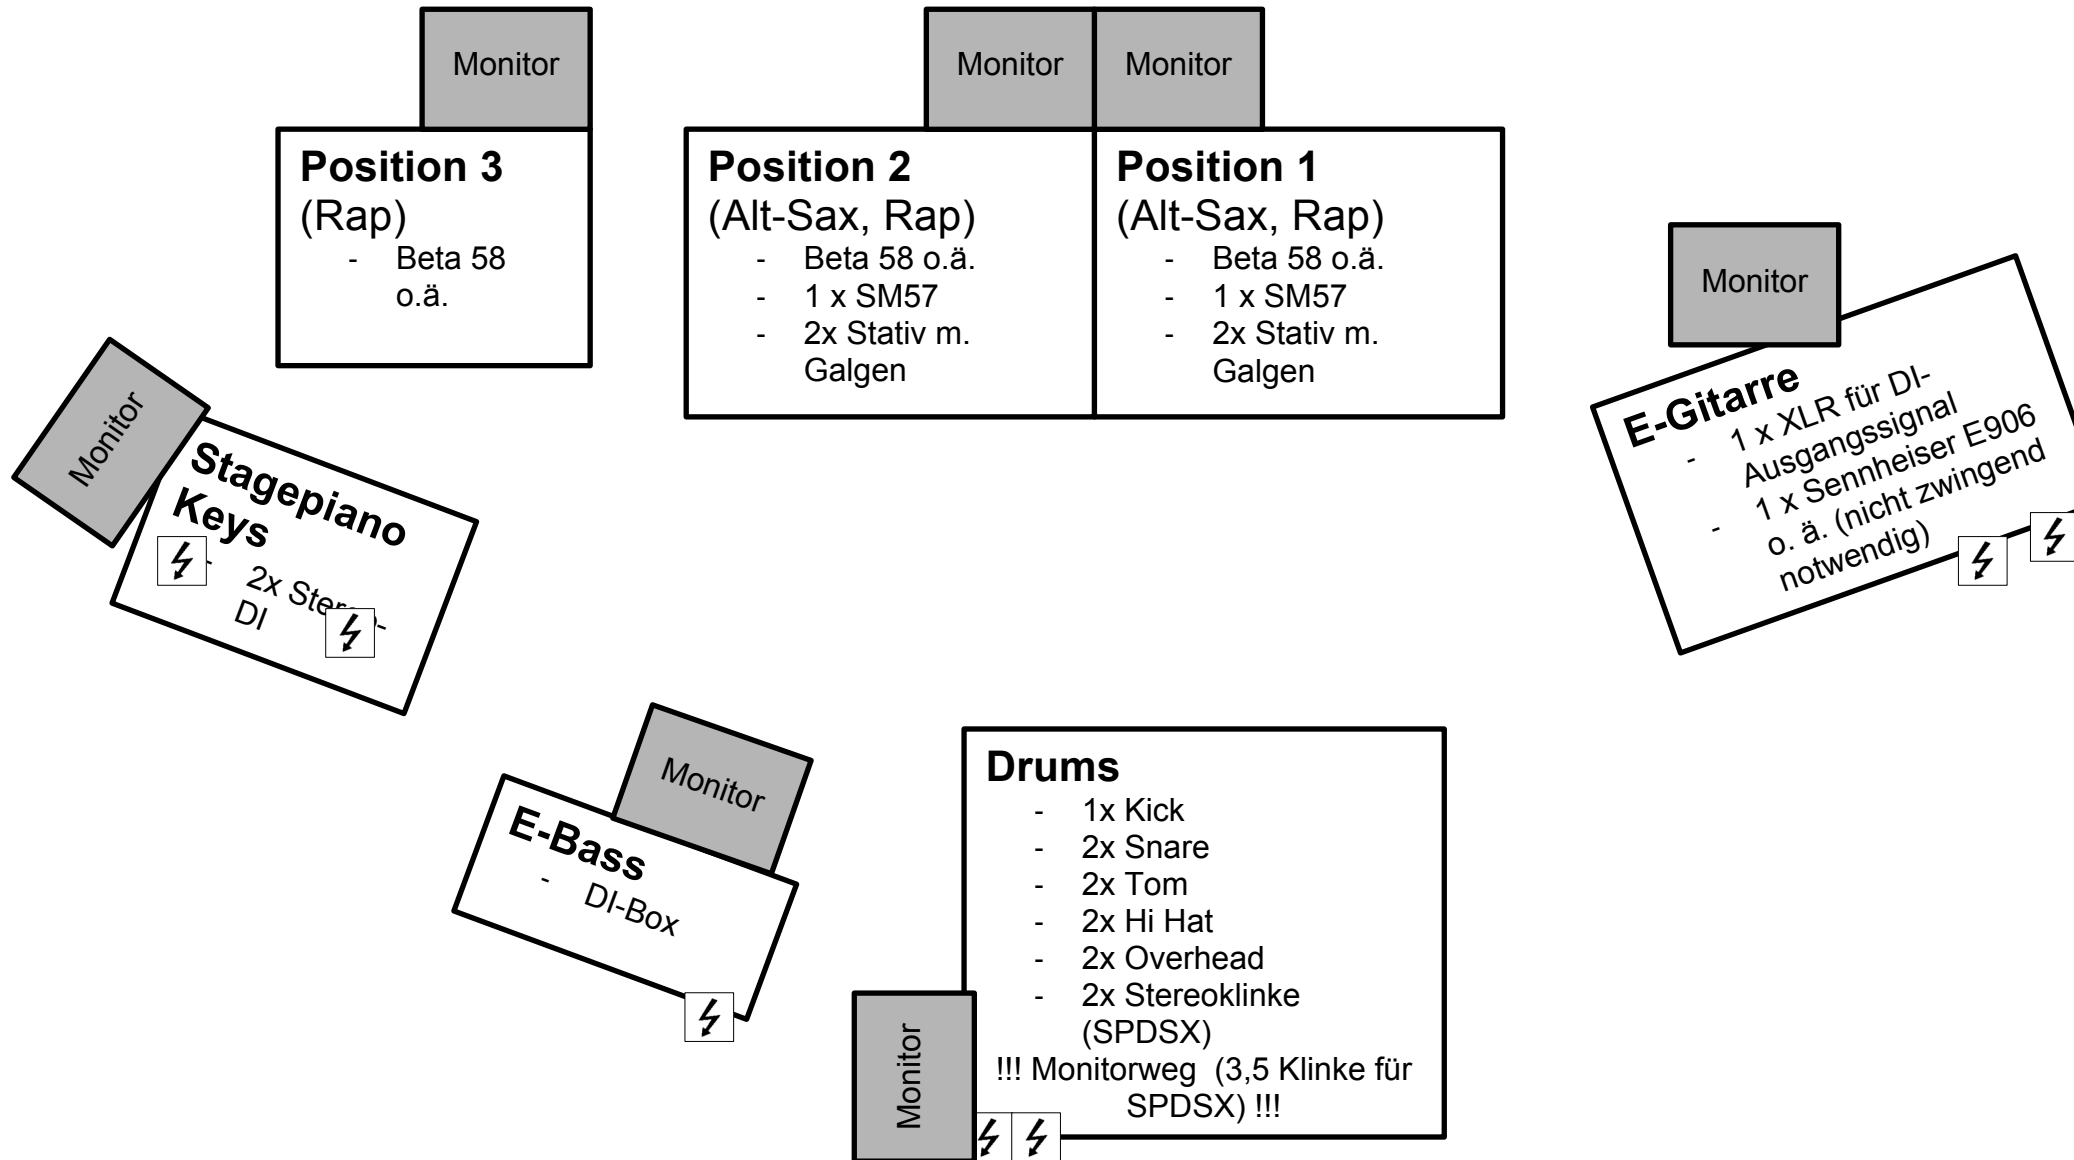 Monitor
Monitor
Monitor
Position 3
(Rap)
- Beta 58
o.ä.
Position 2
(Alt-Sax, Rap)
- Beta 58 o.ä.
- 1 x SM57
- 2x Stativ m.
Galgen
Position 1
(Alt-Sax, Rap)
- Beta 58 o.ä.
- 1 x SM57
- 2x Stativ m.
Galgen
Monitor
E-Gitarre
- 1 x XLR für DI-
Ausgangssignal
- 1 x Sennheiser E906
o. ä. (nicht zwingend
notwendig)
Monitor
Stagepiano
Keys
- 2x Stereo-
DI
Monitor
E-Bass
- DI-Box
Drums
- 1x Kick
- 2x Snare
- 2x Tom
- 2x Hi Hat
- 2x Overhead
- 2x Stereoklinke
(SPDSX)
!!! Monitorweg (3,5 Klinke für
SPDSX) !!!
Monitor